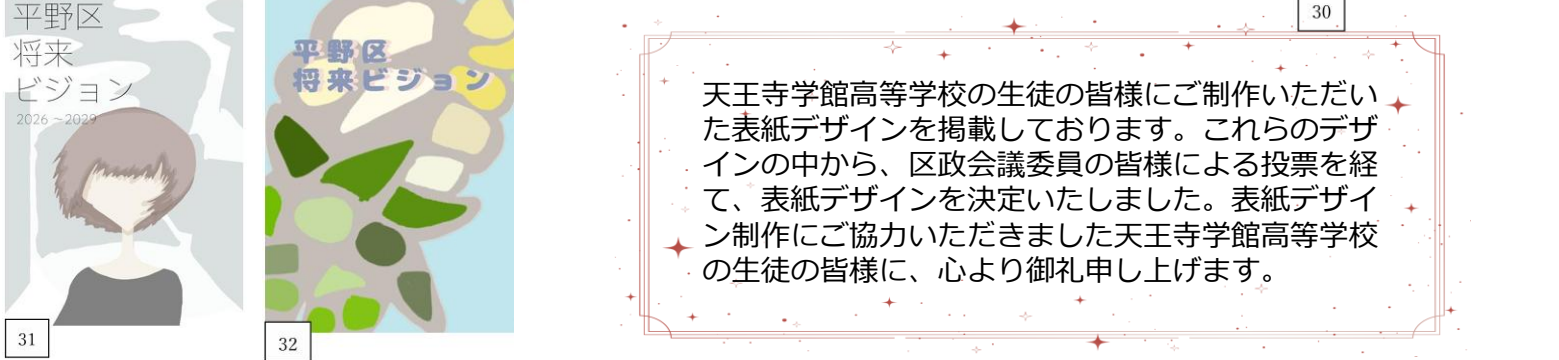 平野区
将来
ビジョン
2026～2029
31
平野区
将来ビジョン
32
30
天王寺学館高等学校の生徒の皆様にご制作いただい
た表紙デザインを掲載しております。これらのデザ
インの中から、区政会議委員の皆様による投票を経
て、表紙デザインを決定いたしました。表紙デザイ
ン制作にご協力いただきました天王寺学館高等学校
の生徒の皆様に、心より御礼申し上げます。